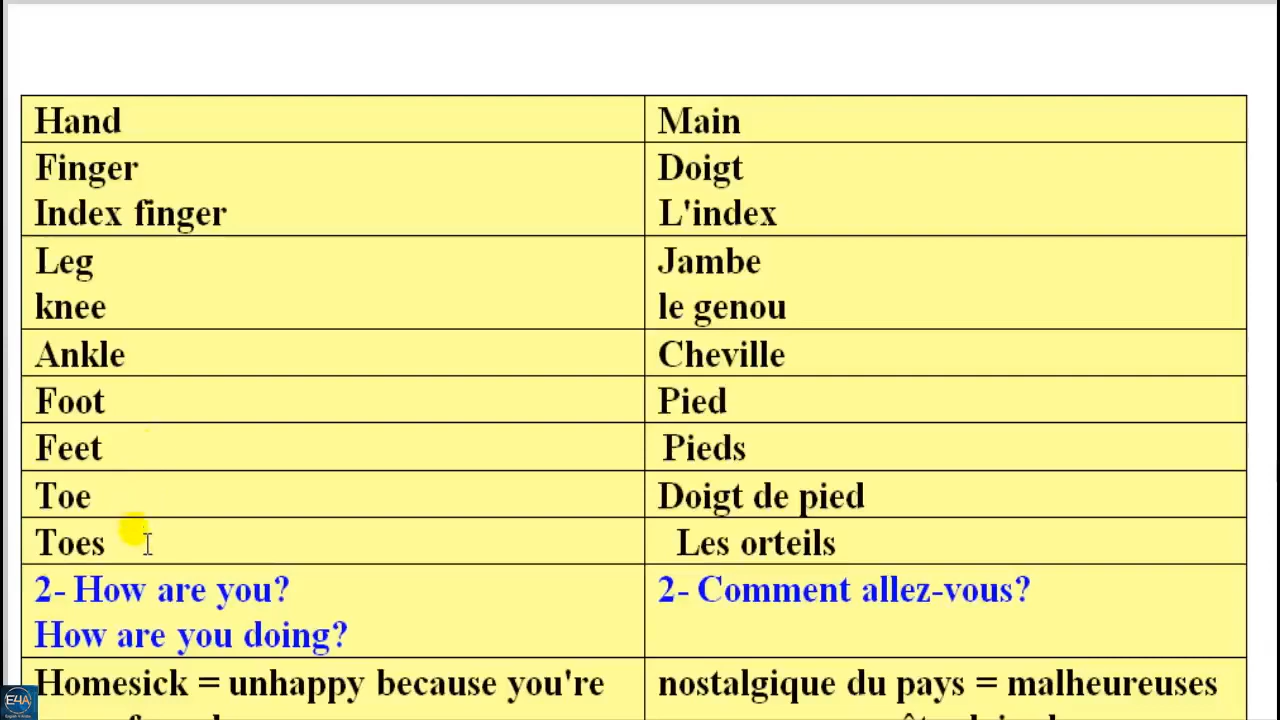 Hand Main
Finger Doigt
Index finger L'index
Leg Jambe
knee le genou
Ankle Cheville
Foot Pied
Feet Pieds
Toe Doigt de pied
Toes Les orteils
2- How are you? 2- Comment allez-vous?
How are you doing?
Homesick = unhappy because you're nostalgique du pays = malheureuses
E4A